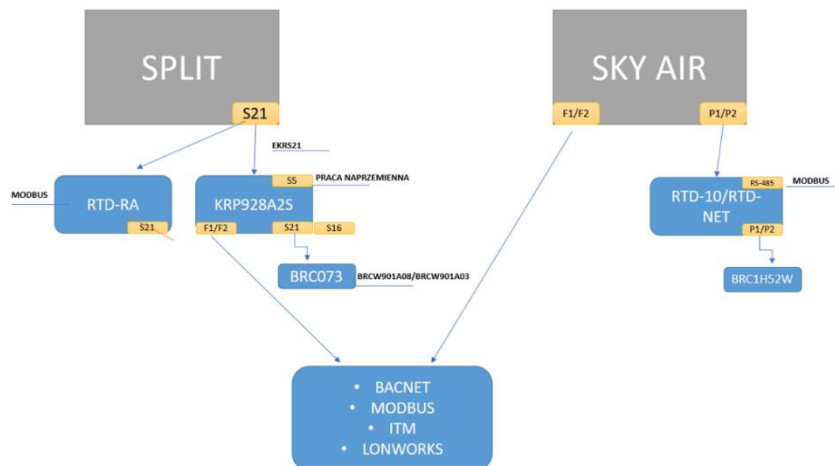 SPLIT
SKY AIR
S21
F1/F2
P1/P2
EKRS21
S5
PRACA NAPRZEMIENNA
MODBUS
RTD-RA
KRP928A2S
S21
F1/F2
S21
S16
RS-485
MODBUS
RTD-10/RTD-
NET
P1/P2
BRC073
BRCW901A08/BRCW901A03
BRC1H52W
• BACNET
• MODBUS
• ITM
• LONWORKS